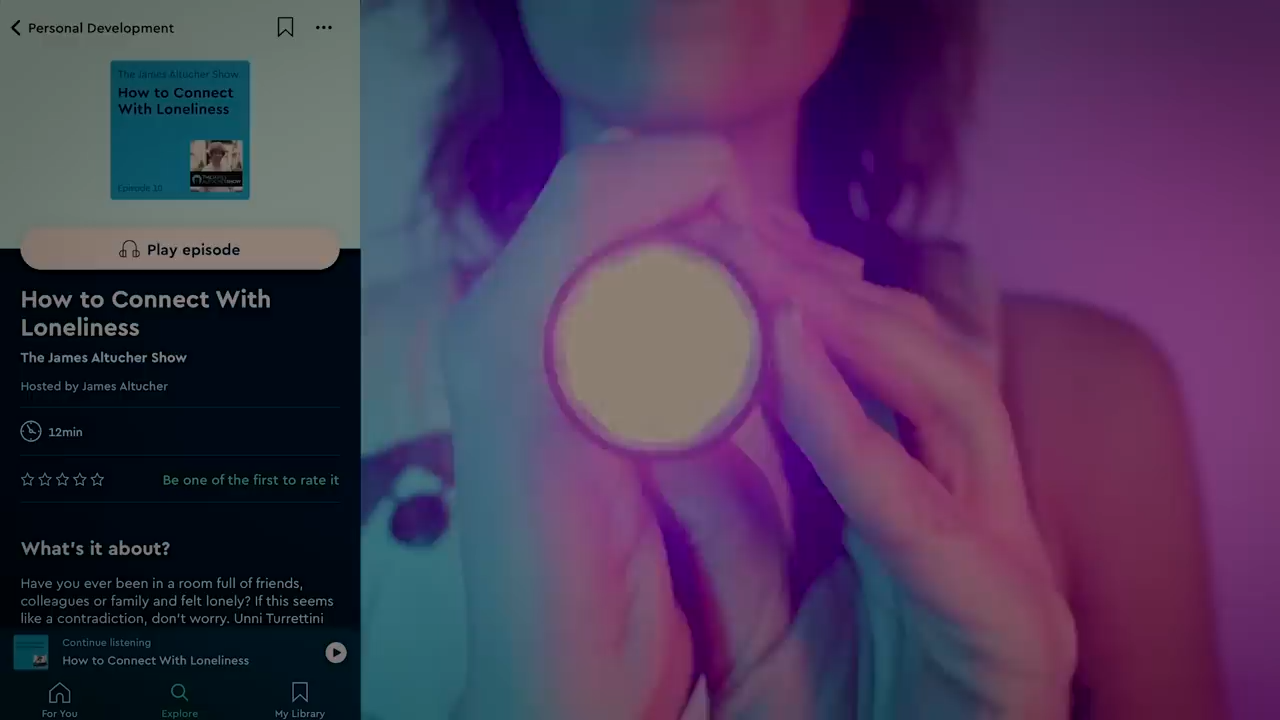 Personal Development
The James Altucher Show
How to Connect
With Loneliness
Episode 10
Play episode
How to Connect With
Loneliness
The James Altucher Show
Hosted by James Altucher
12min
Be one of the first to rate it
What's it about?
Have you ever been in a room full of friends,
colleagues or family and felt lonely? If this seems
like a contradiction, don't worry. Unni Turrettini
Continue listening
How to Connect With Loneliness
For You
Explore
My Library